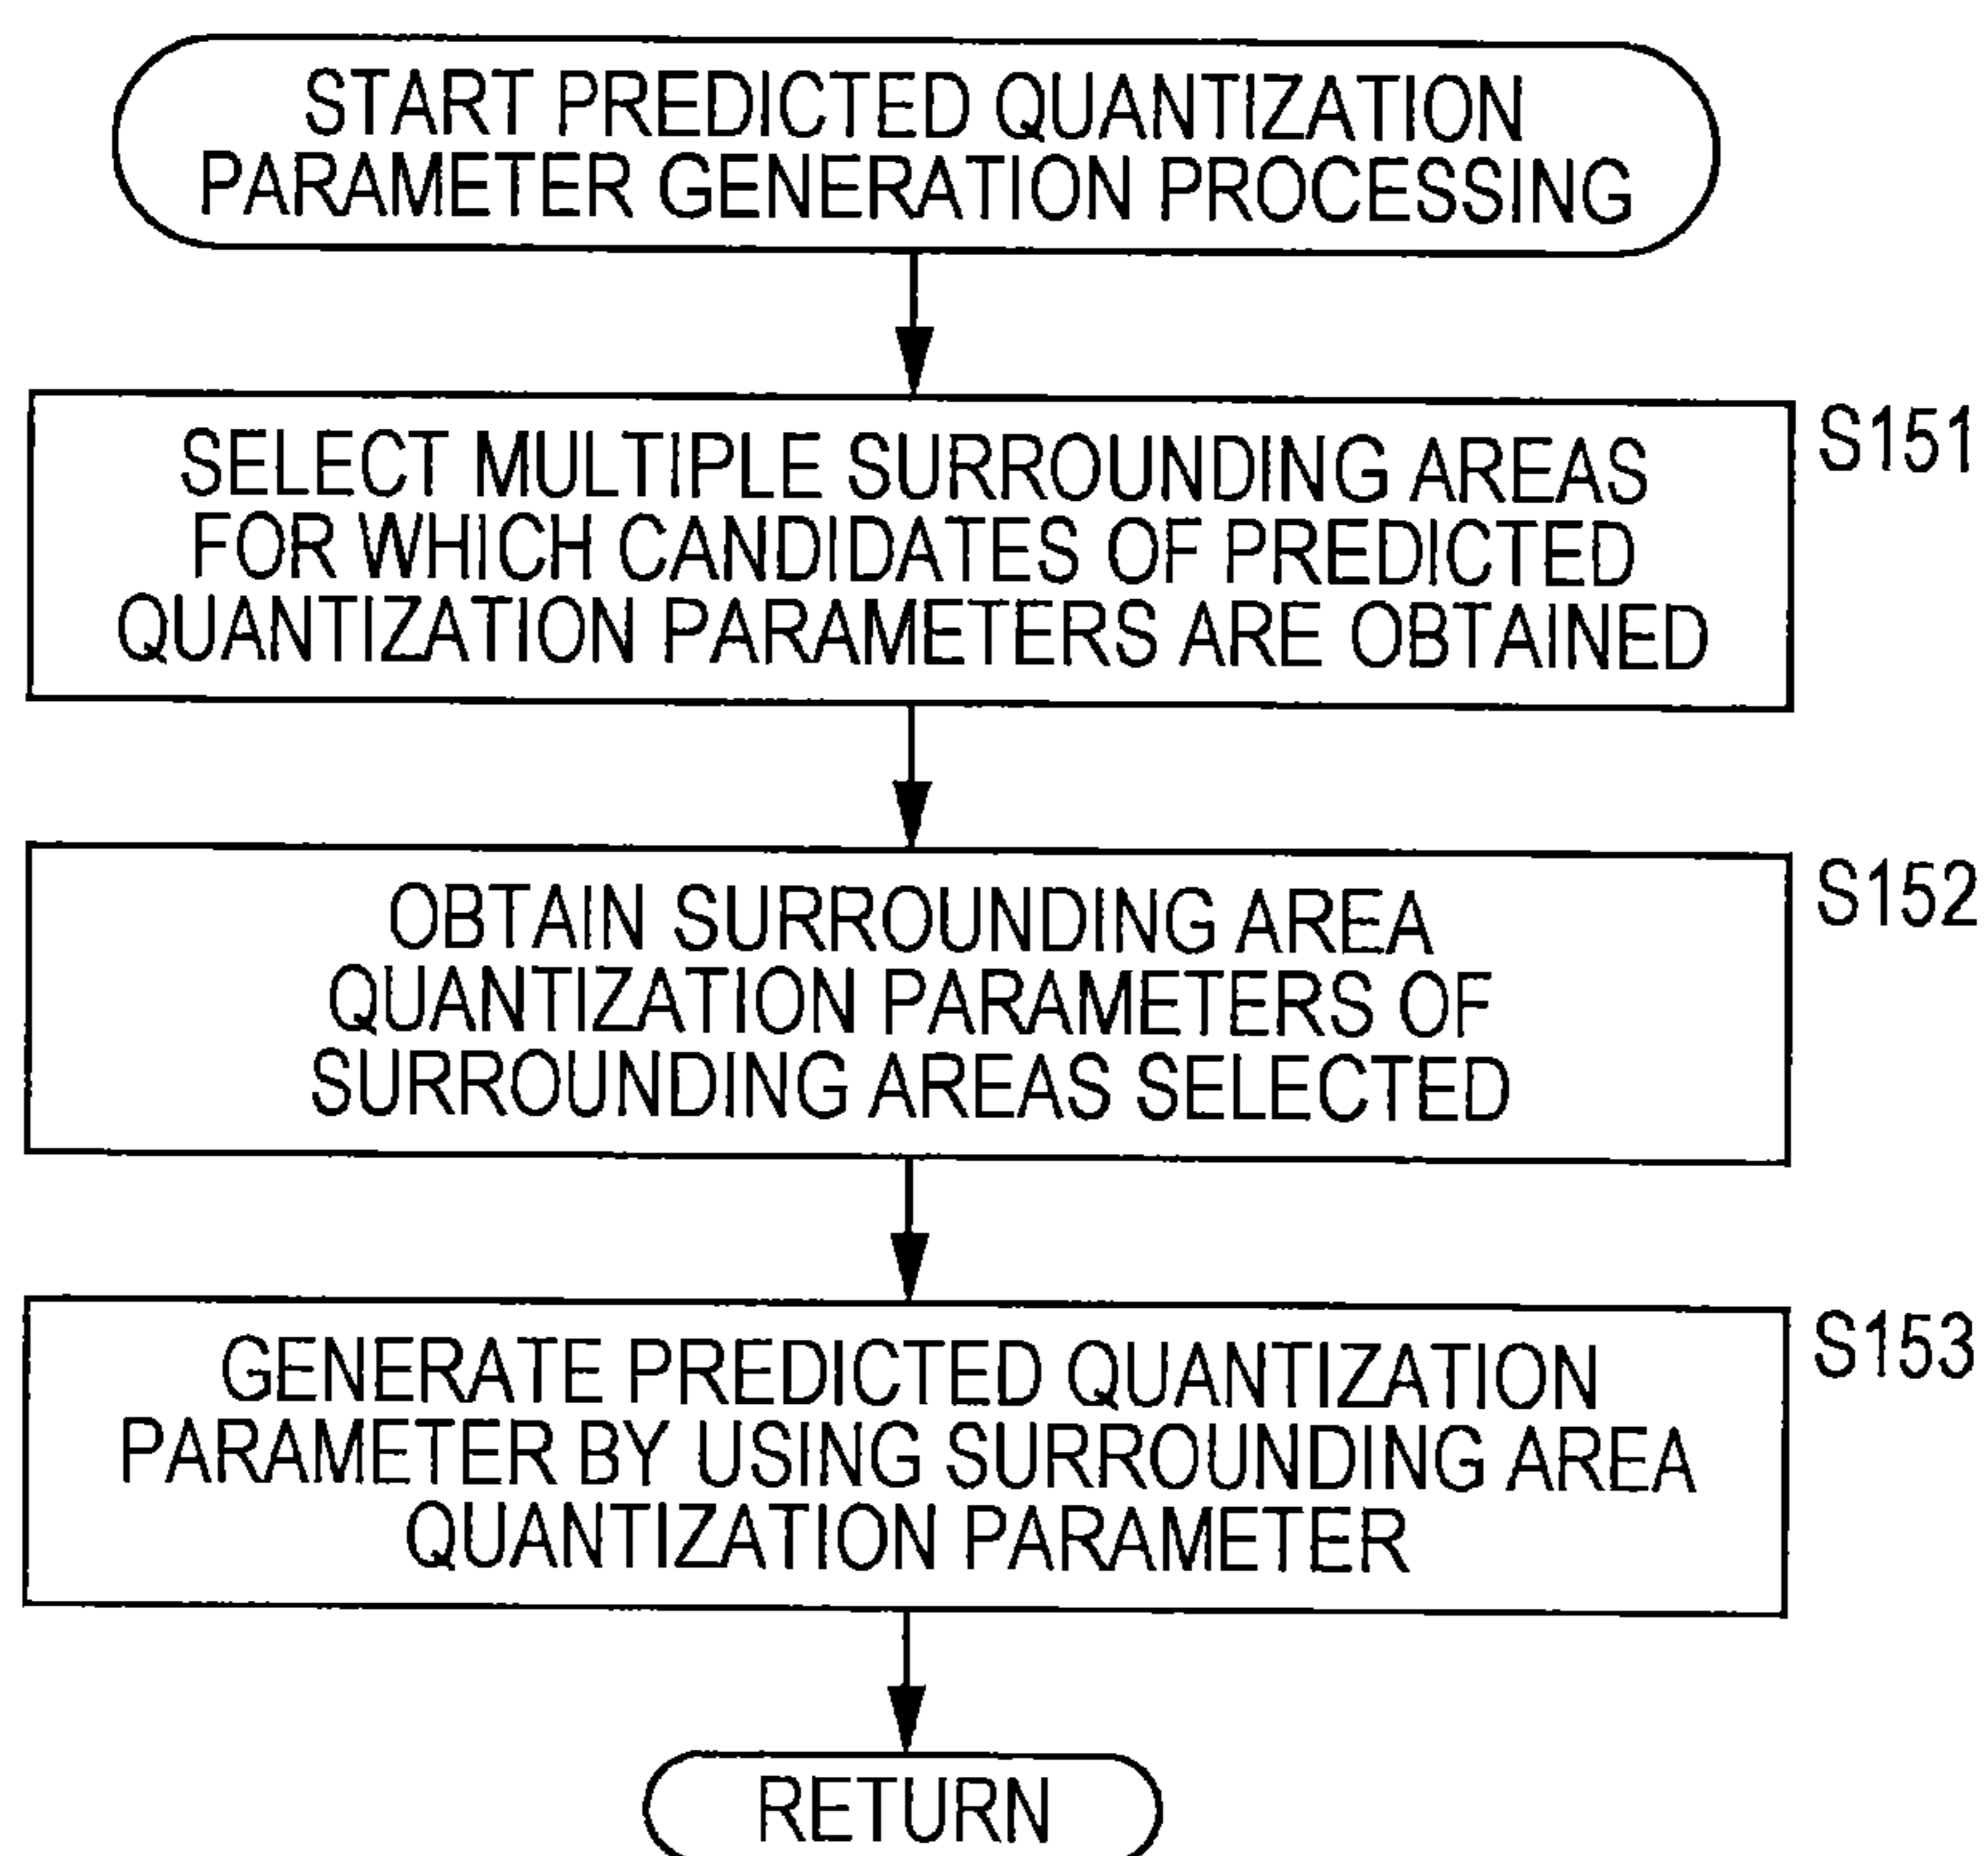 START PREDICTED QUANTIZATION
PARAMETER GENERATION PROCESSING
SELECT MULTIPLE SURROUNDING AREAS
FOR WHICH CANDIDATES OF PREDICTED
QUANTIZATION PARAMETERS ARE OBTAINED
S151
OBTAIN SURROUNDING AREA
QUANTIZATION PARAMETERS OF
SURROUNDING AREAS SELECTED
S152
GENERATE PREDICTED QUANTIZATION
PARAMETER BY USING SURROUNDING AREA
QUANTIZATION PARAMETER
S153
RETURN